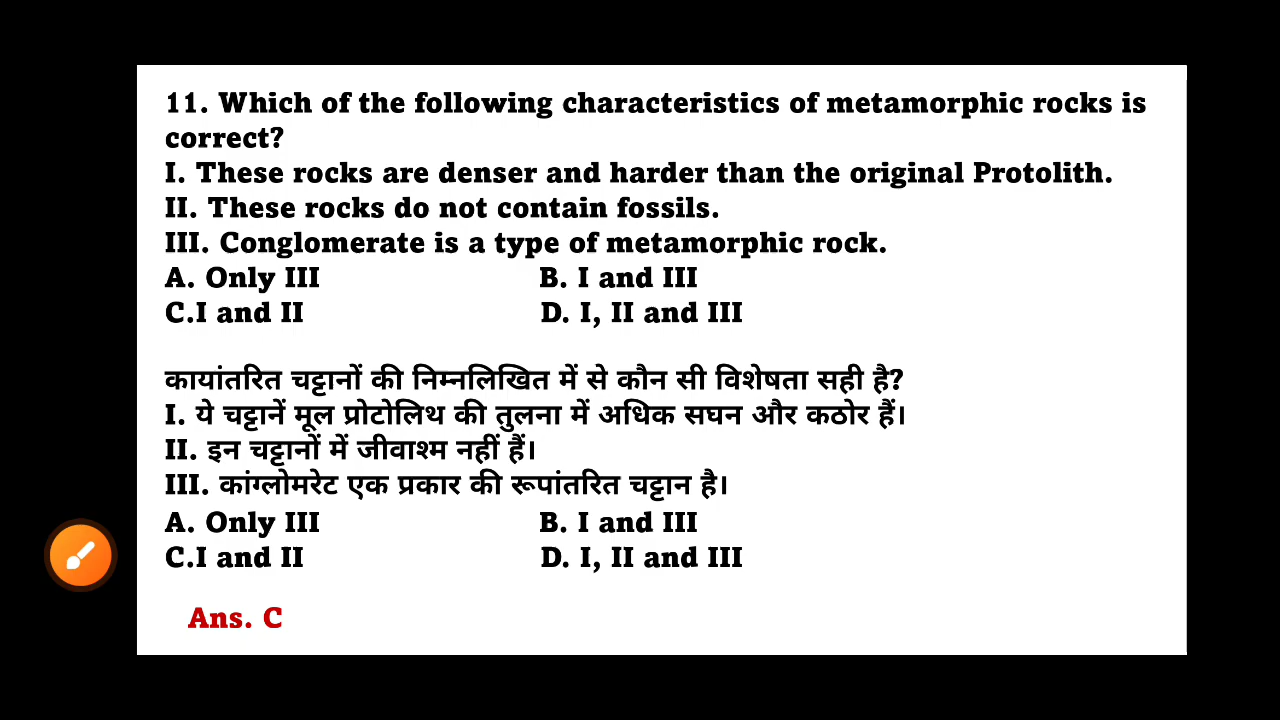 11. Which of the following characteristics of metamorphic rocks is
correct?
I. These rocks are denser and harder than the original Protolith.
II. These rocks do not contain fossils.
III. Conglomerate is a type of metamorphic rock.
A. Only III B. I and III
C.I and II D. I, II and III
कायांतरित चट्टानों की निम्नलिखित में से कौन सी विशेषता सही है?
I. ये चट्टानें मूल प्रोटोलिथ की तुलना में अधिक सघन और कठोर हैं।
II. इन चट्टानों में जीवाश्म नहीं हैं।
III. कांग्लोमरेट एक प्रकार की रूपांतरित चट्टान है।
A. Only III B. I and III
C.I and II D. I, II and III
Ans. C